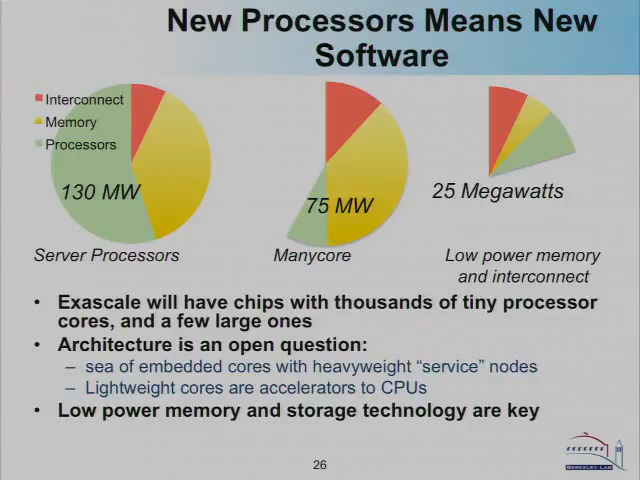 New Processors Means New
Software
Interconnect
Memory
Processors
130 MW
75 MW
25 Megawatts
Server Processors
Manycore
Low power memory
and interconnect
• Exascale will have chips with thousands of tiny processor
cores, and a few large ones
• Architecture is an open question:
– sea of embedded cores with heavyweight “service” nodes
– Lightweight cores are accelerators to CPUs
• Low power memory and storage technology are key
26
BERKELEY LAB